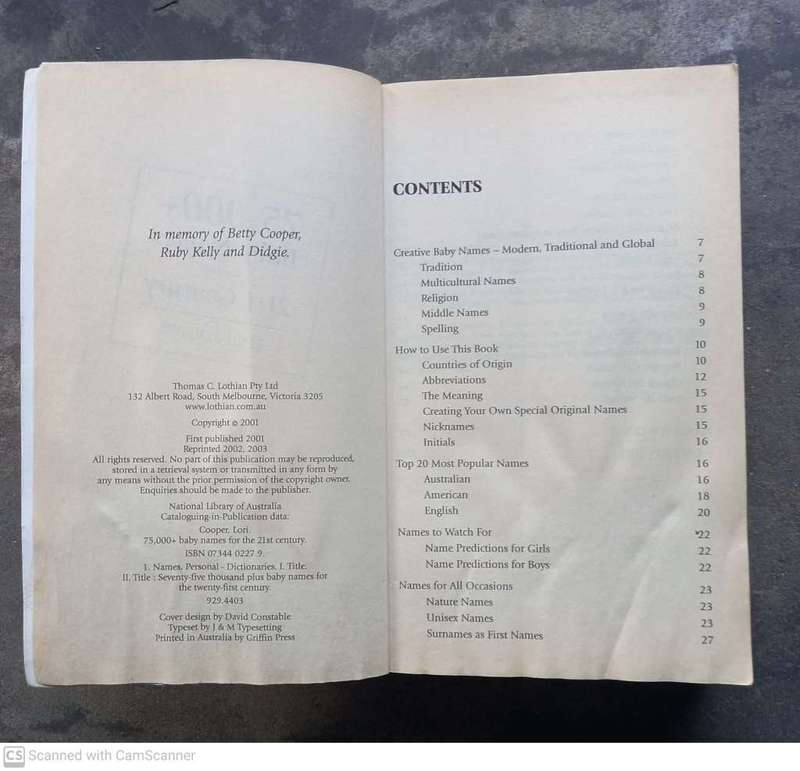 In memory of Betty Cooper,
Ruby Kelly and Didgie.
Thomas C. Lothian Pty Ltd
132 Albert Road, South Melbourne, Victoria 3205
www.lothian.com.au
Copyright © 2001
First published 2001
Reprinted 2002, 2003
All rights reserved. No part of this publication may be reproduced,
stored in a retrieval system or transmitted in any form by
any means without the prior permission of the copyright owner.
Enquiries should be made to the publisher.
National Library of Australia
Cataloguing-in-Publication data:
Cooper, Lori.
75,000+ baby names for the 21st century.
ISBN 07344 0227 9.
1. Names, Personal - Dictionaries. I. Title.
II. Title : Seventy-five thousand plus baby names for
the twenty-first century.
929.4403
Cover design by David Constable
Typeset by J & M Typesetting
Printed in Australia by Griffin Press
CONTENTS
Creative Baby Names – Modern, Traditional and Global 7
Tradition 7
Multicultural Names 8
Religion 8
Middle Names 9
Spelling 9
How to Use This Book 10
Countries of Origin 10
Abbreviations 12
The Meaning 15
Creating Your Own Special Original Names 15
Nicknames 15
Initials 16
Top 20 Most Popular Names 16
Australian 16
American 18
English 20
Names to Watch For 22
Name Predictions for Girls 22
Name Predictions for Boys 22
Names for All Occasions 23
Nature Names 23
Unisex Names 23
Surnames as First Names 27
CS Scanned with CamScanner